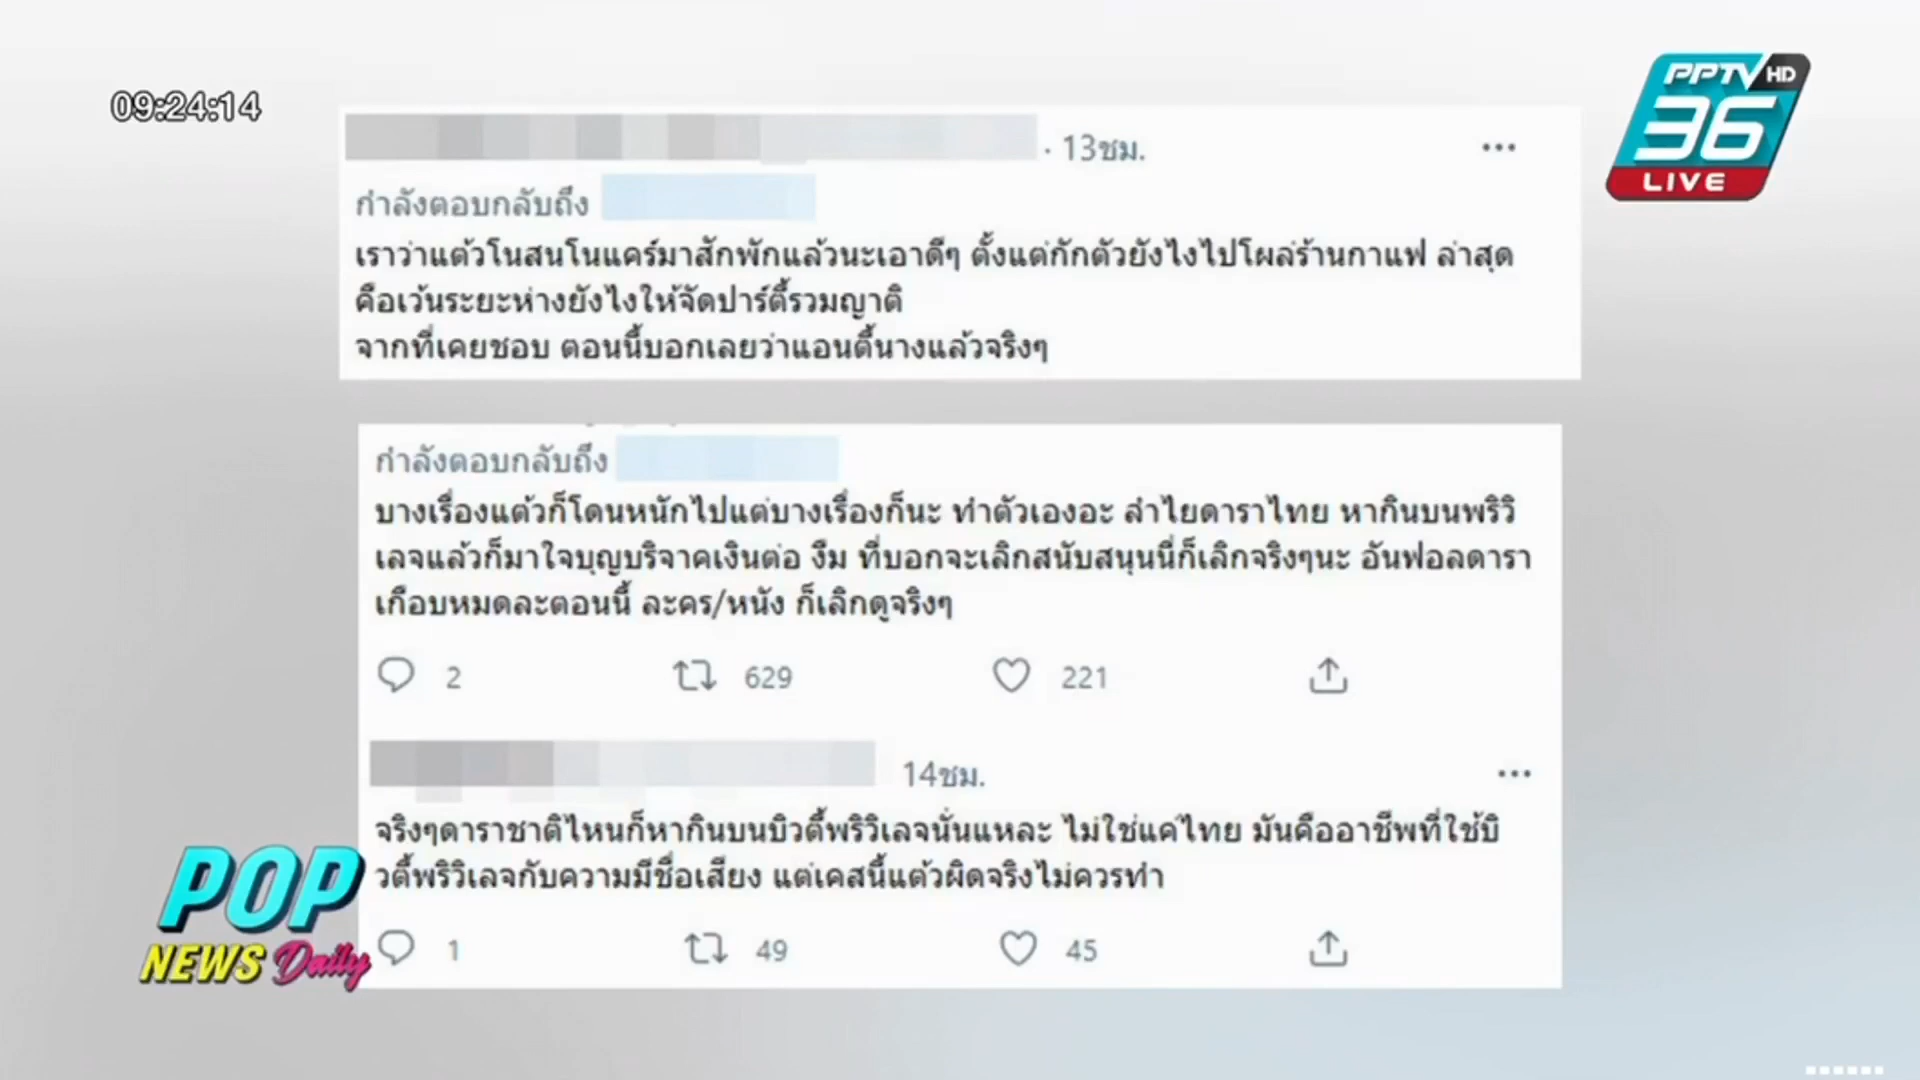 09:24:14
PPTV HD
36
LIVE
· 13ชม.
กำลังตอบกลับถึง
เราว่าแต้วโนสนโนแคร์มาสักพักแล้วนะเอาดีๆ ตั้งแต่กักตัวยังไงไปโผล่ร้านกาแฟ ล่าสุด
คือเว้นระยะห่างยังไงให้จัดปาร์ตี้รวมญาติ
จากที่เคยชอบ ตอนนี้บอกเลยว่าแอนตี้นางแล้วจริงๆ
กำลังตอบกลับถึง
บางเรื่องแต้วก็โดนหนักไปแต่บางเรื่องก็นะ ทำตัวเองอะ ลำไยดาราไทย หากินบนพริวิ
เลจแล้วก็มาใจบุญบริจาคเงินต่อ งืม ที่บอกจะเลิกสนับสนุนนี่ก็เลิกจริงๆนะ อันฟอลดารา
เกือบหมดละตอนนี้ ละคร/หนัง ก็เลิกดูจริงๆ
2 629 221
14ชม.
จริงๆดาราชาติไหนก็หากินบนบิวตี้พริวิเลจนั่นแหละ ไม่ใช่แค่ไทย มันคืออาชีพที่ใช้บิ
วตี้พริวิเลจกับความมีชื่อเสียง แต่เคสนี้แต้วผิดจริงไม่ควรทำ
1 49 45
POP
NEWS Daily